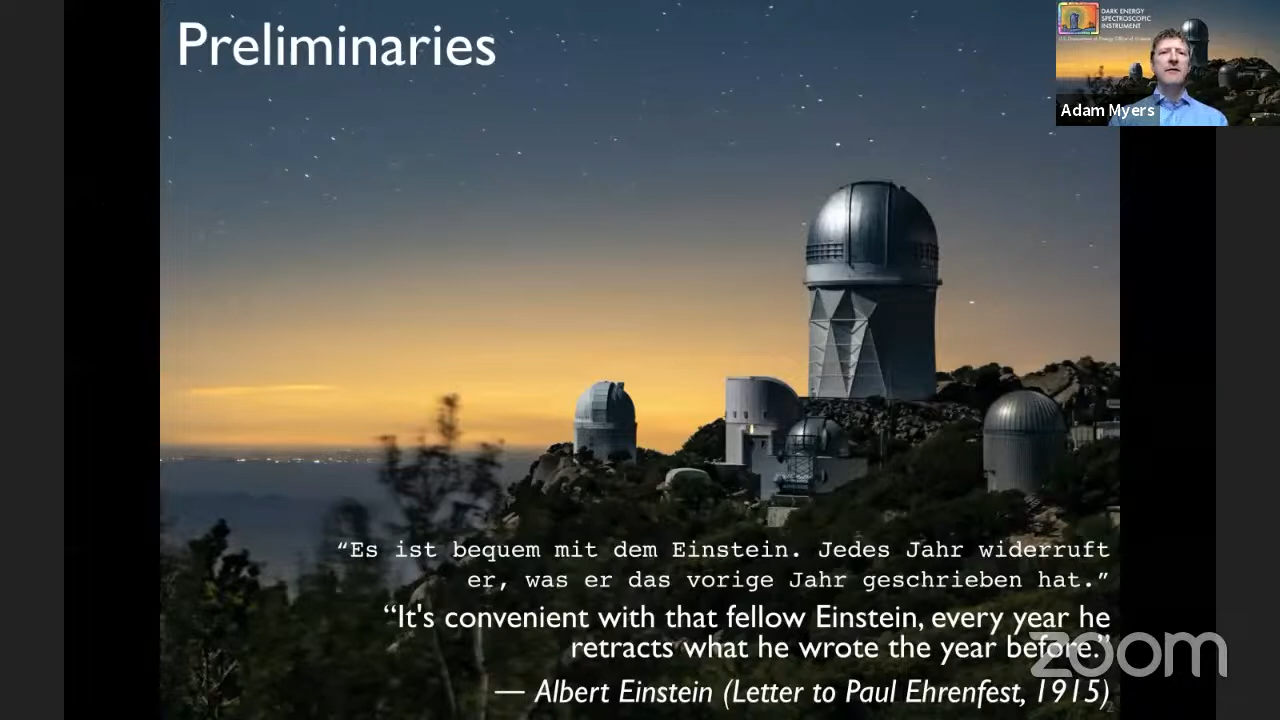 Preliminaries
DARK ENERGY
SPECTROSCOPIC
INSTRUMENT
Adam Myers
“Es ist bequem mit dem Einstein. Jedes Jahr widerruft
er, was er das vorige Jahr geschrieben hat.”
“It's convenient with that fellow Einstein, every year he
retracts what he wrote the year before.”
— Albert Einstein (Letter to Paul Ehrenfest, 1915)
zoom
2